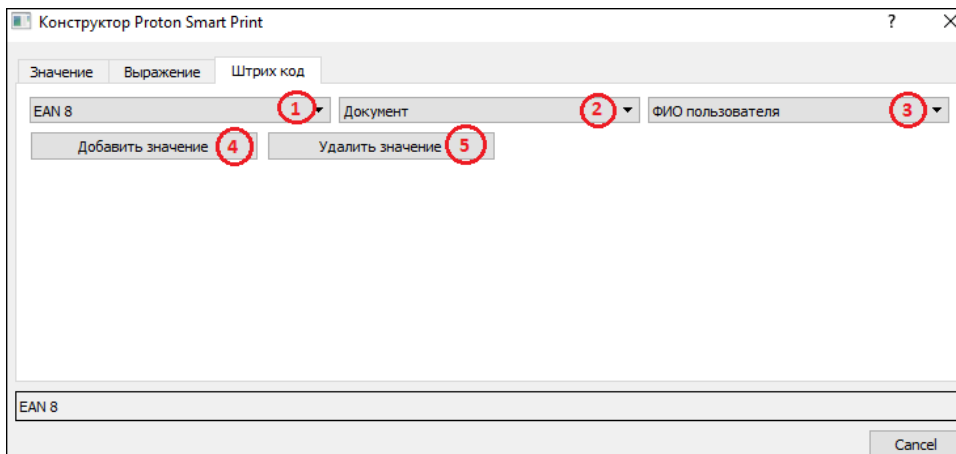 Конструктор Proton Smart Print ?
Значение Выражение Штрих код
EAN 8 1 Документ 2 ФИО пользователя 3
Добавить значение 4 Удалить значение 5
EAN 8
Cancel